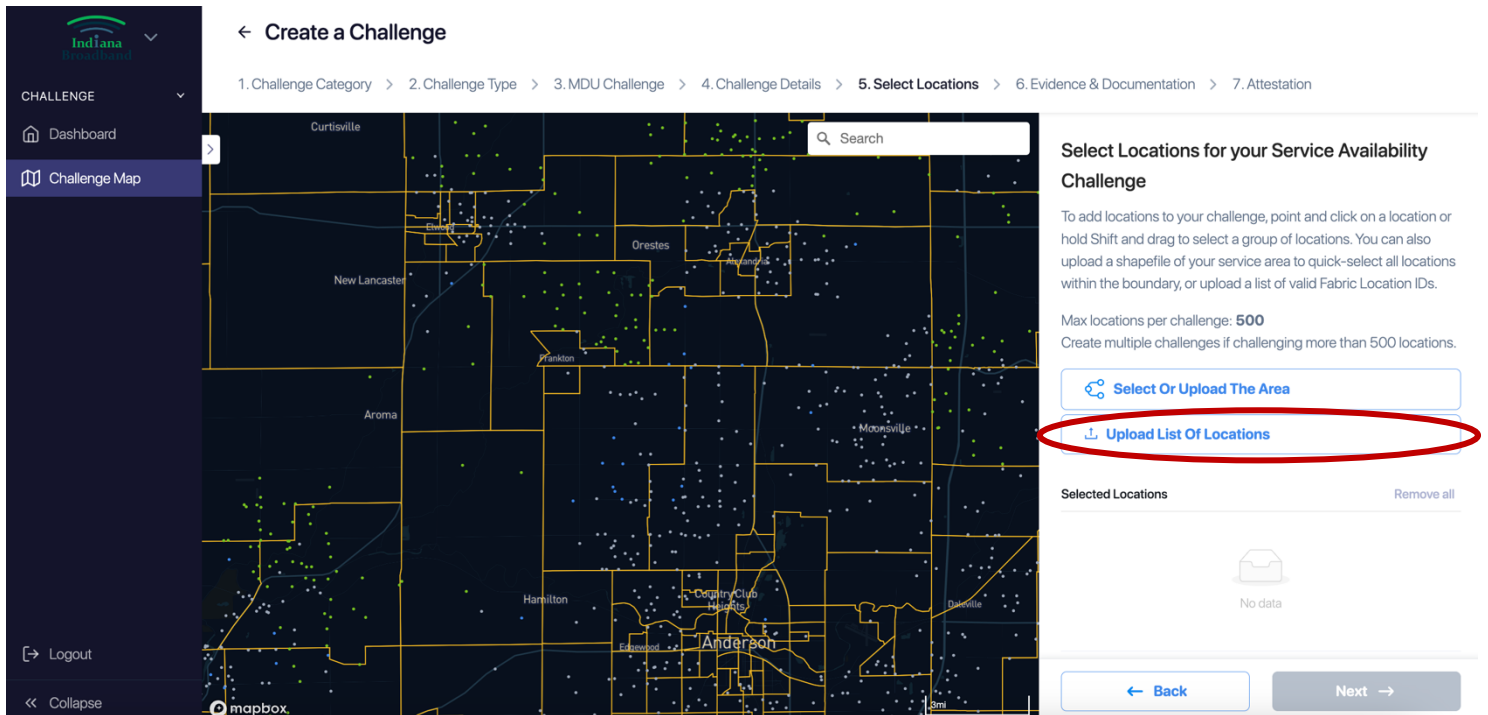 Indiana
Broadband
CHALLENGE
Dashboard
Challenge Map
Logout
Collapse
Create a Challenge
1. Challenge Category > 2. Challenge Type > 3. MDU Challenge > 4. Challenge Details > 5. Select Locations > 6. Evidence & Documentation > 7. Attestation
Search
Curtisville
Elwood
Orestes
Alexandria
New Lancaster
Frankton
Aroma
Moonsville
Hamilton
Country Club
Heights
Daleville
Edgewood
Anderson
mapbox
3mi
Select Locations for your Service Availability
Challenge
To add locations to your challenge, point and click on a location or
hold Shift and drag to select a group of locations. You can also
upload a shapefile of your service area to quick-select all locations
within the boundary, or upload a list of valid Fabric Location IDs.
Max locations per challenge: 500
Create multiple challenges if challenging more than 500 locations.
Select Or Upload The Area
Upload List Of Locations
Selected Locations
Remove all
No data
Back
Next